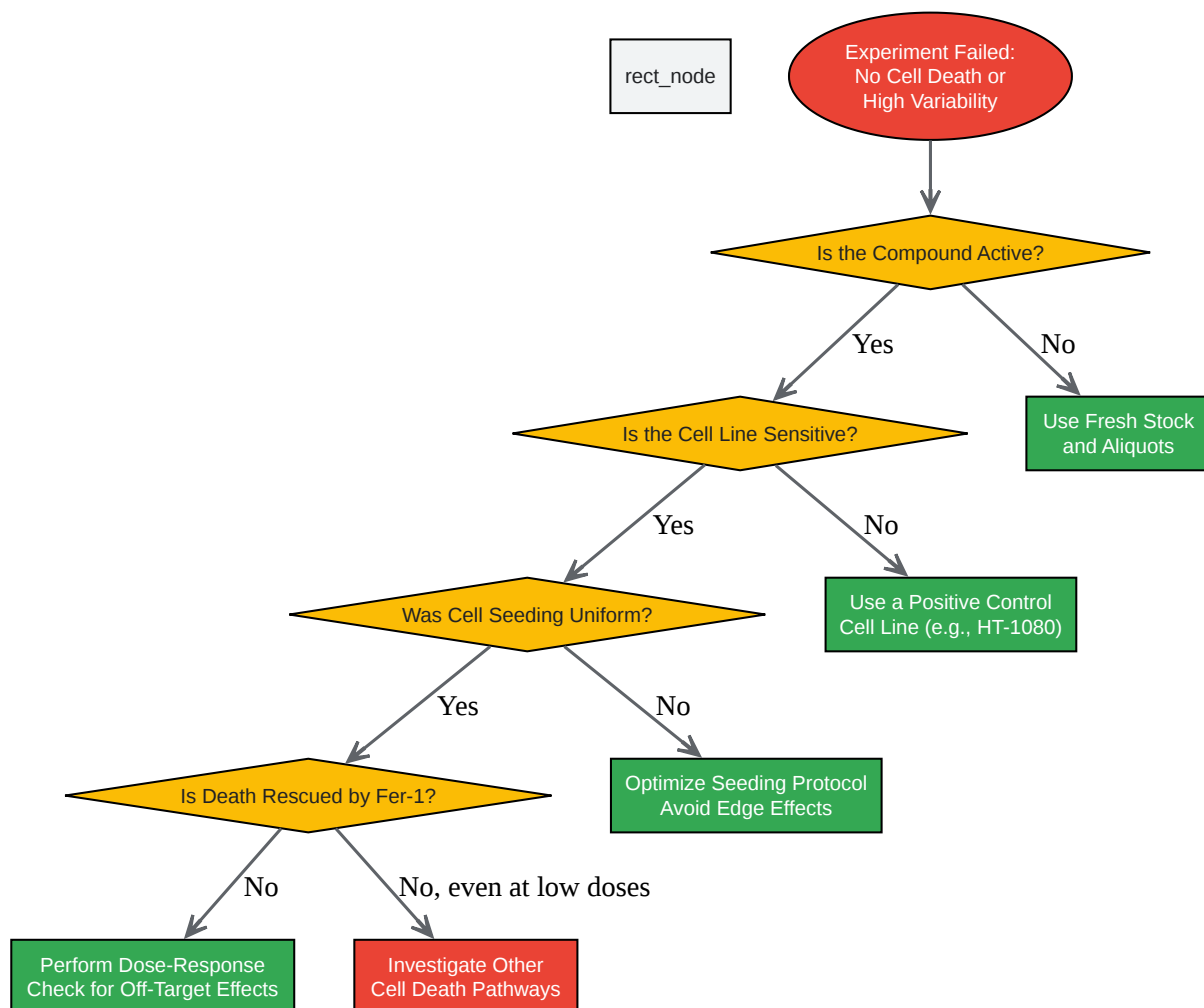 rect_node
Experiment Failed:
No Cell Death or
High Variability
Is the Compound Active?
Yes
No
Is the Cell Line Sensitive?
Use Fresh Stock
and Aliquots
Yes
No
Was Cell Seeding Uniform?
Use a Positive Control
Cell Line (e.g., HT-1080)
Yes
No
Is Death Rescued by Fer-1?
Optimize Seeding Protocol
Avoid Edge Effects
No
No, even at low doses
Perform Dose-Response
Check for Off-Target Effects
Investigate Other
Cell Death Pathways